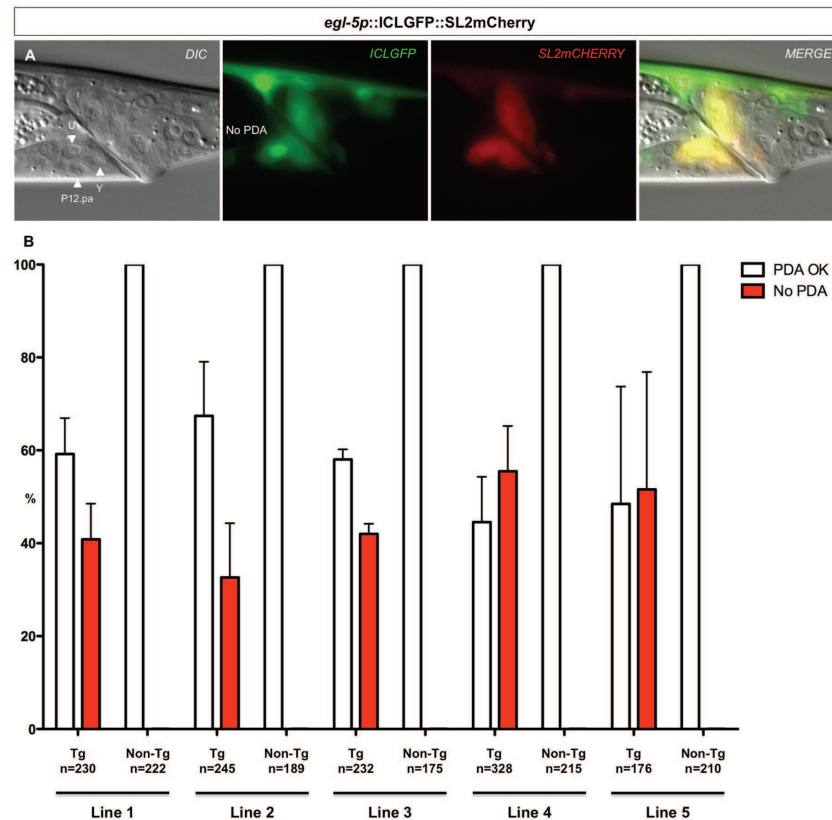 egl-5p::ICLGFP::SL2mCherry
A
DIC
ICLGFP
SL2mCHERRY
MERGE
U
Y
P12.pa
No PDA
B
PDA OK
No PDA
100
80
60
%
40
20
0
Tg Non-Tg Tg Non-Tg Tg Non-Tg Tg Non-Tg Tg Non-Tg
n=230 n=222 n=245 n=189 n=232 n=175 n=328 n=215 n=176 n=210
Line 1 Line 2 Line 3 Line 4 Line 5